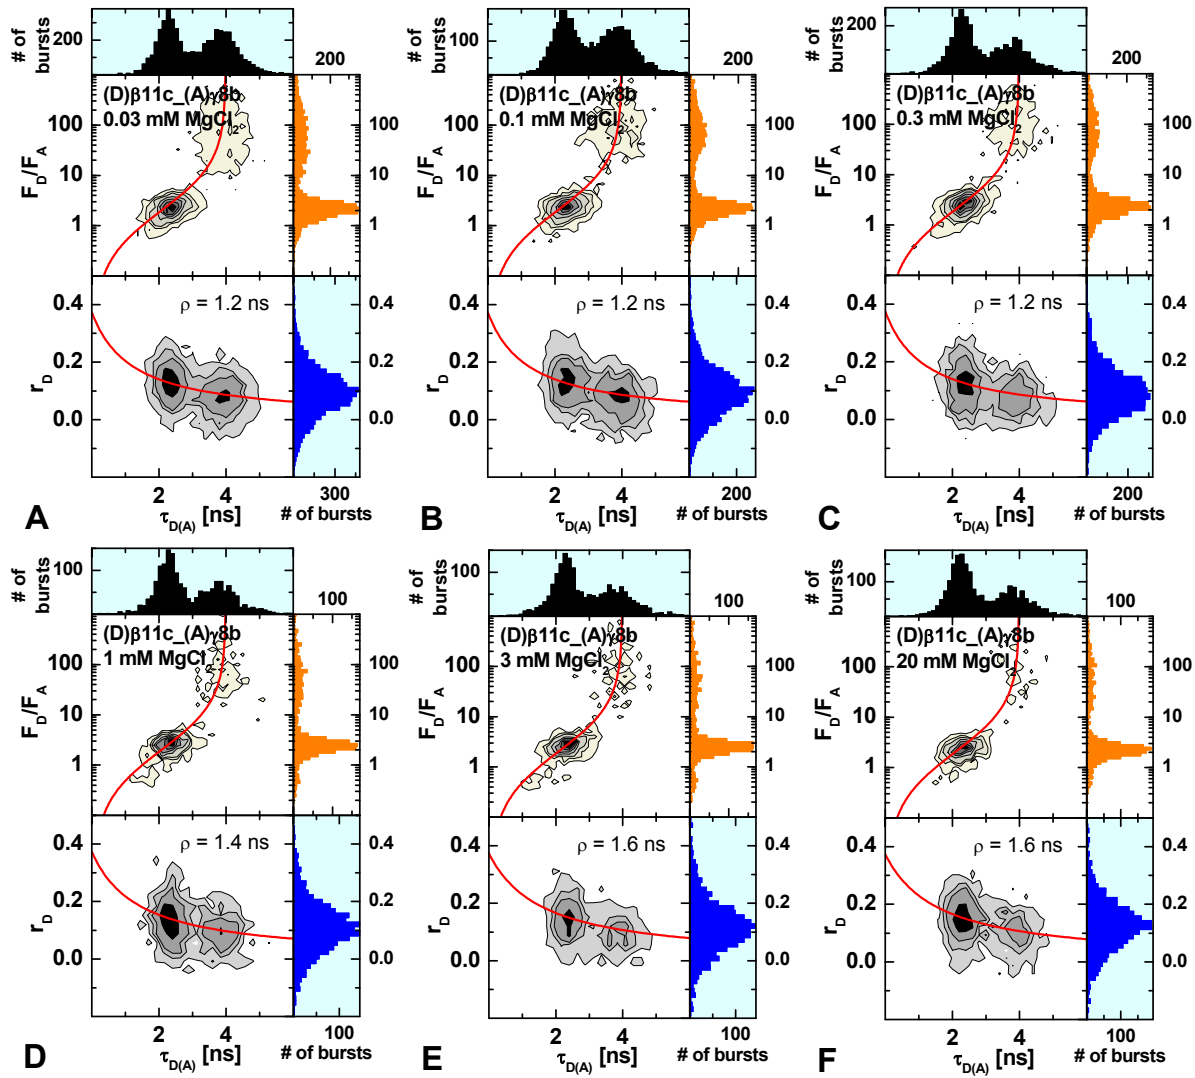 # of bursts
200
200
(D)β11c_(A)γ8b
0.03 mM MgCl2
F_D/F_A
100
10
1
100
10
1
ρ = 1.2 ns
r_D
0.4
0.2
0.0
0.4
0.2
0.0
2
4
300
A
τ_D(A) [ns]
# of bursts
# of bursts
100
200
(D)β11c_(A)γ8b
0.1 mM MgCl2
F_D/F_A
100
10
1
100
10
1
ρ = 1.2 ns
r_D
0.4
0.2
0.0
0.4
0.2
0.0
2
4
200
B
τ_D(A) [ns]
# of bursts
# of bursts
200
200
(D)β11c_(A)γ8b
0.3 mM MgCl2
F_D/F_A
100
10
1
100
10
1
ρ = 1.2 ns
r_D
0.4
0.2
0.0
0.4
0.2
0.0
2
4
200
C
τ_D(A) [ns]
# of bursts
# of bursts
100
100
(D)β11c_(A)γ8b
1 mM MgCl2
F_D/F_A
100
10
1
100
10
1
ρ = 1.4 ns
r_D
0.4
0.2
0.0
0.4
0.2
0.0
2
4
100
D
τ_D(A) [ns]
# of bursts
# of bursts
100
100
(D)β11c_(A)γ8b
3 mM MgCl2
F_D/F_A
100
10
1
100
10
1
ρ = 1.6 ns
r_D
0.4
0.2
0.0
0.4
0.2
0.0
2
4
100
E
τ_D(A) [ns]
# of bursts
# of bursts
100
100
(D)β11c_(A)γ8b
20 mM MgCl2
F_D/F_A
100
10
1
100
10
1
ρ = 1.6 ns
r_D
0.4
0.2
0.0
0.4
0.2
0.0
2
4
100
F
τ_D(A) [ns]
# of bursts